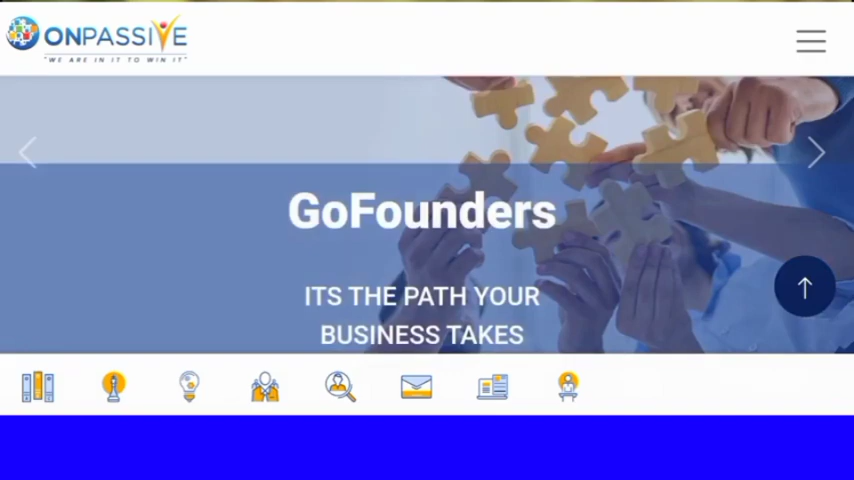 ONPASSIVE
"WE ARE IN IT TO WIN IT"
GoFounders
ITS THE PATH YOUR
BUSINESS TAKES